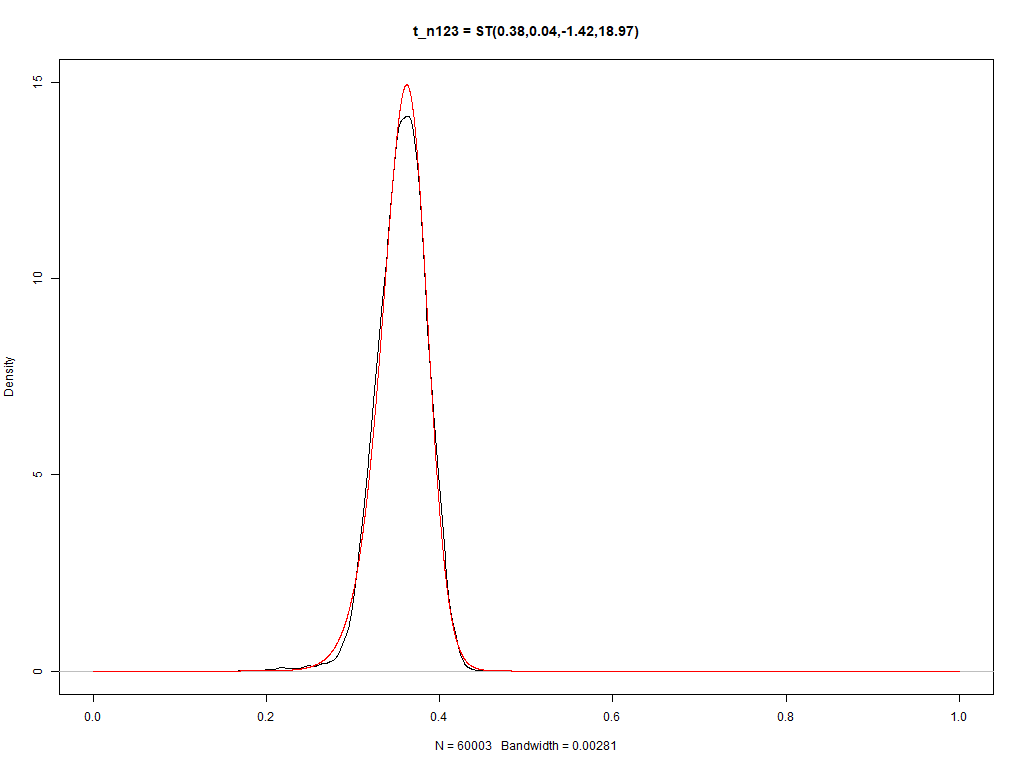 t_n123 = ST(0.38,0.04,-1.42,18.97)
Density
15
10
5
0
0.0 0.2 0.4 0.6 0.8 1.0
N = 60003 Bandwidth = 0.00281